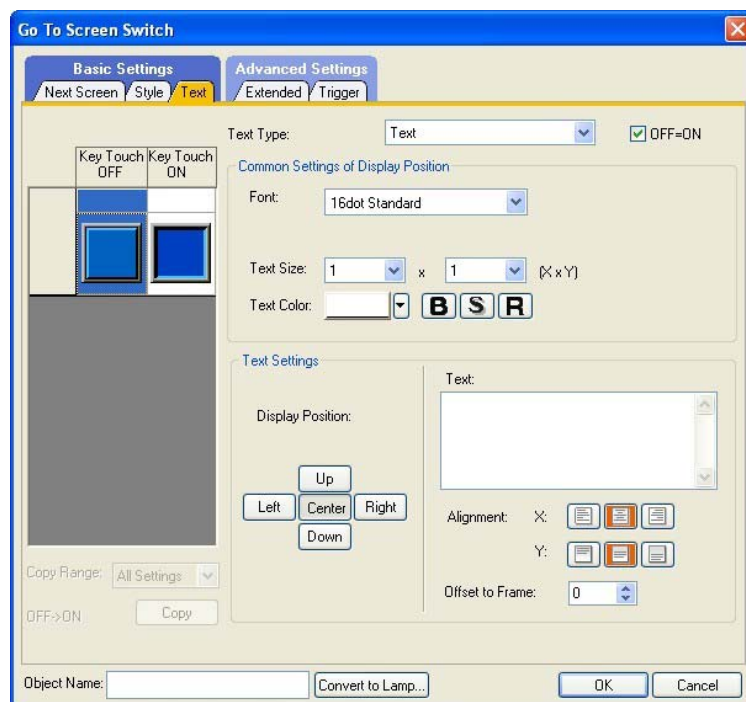 Go To Screen Switch
Basic Settings
Advanced Settings
Next Screen Style Text
Extended Trigger
Text Type: Text OFF=ON
Key Touch OFF
Key Touch ON
Common Settings of Display Position
Font: 16dot Standard
Text Size: 1 x 1 (X x Y)
Text Color: B S R
Text Settings
Text:
Display Position:
Up
Left Center Right
Down
Alignment: X:
Y:
Offset to Frame: 0
Copy Range: All Settings
OFF->ON Copy
Object Name: Convert to Lamp... OK Cancel